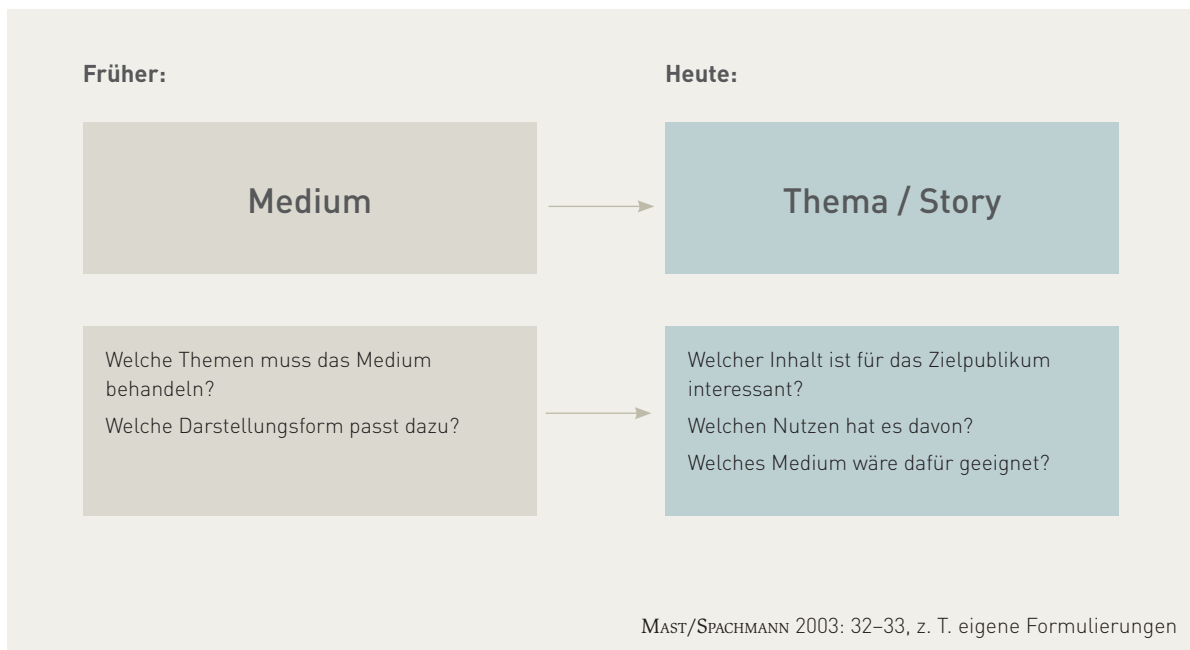 Früher:
Heute:
Medium
Thema / Story
Welche Themen muss das Medium
behandeln?
Welche Darstellungsform passt dazu?
Welcher Inhalt ist für das Zielpublikum
interessant?
Welchen Nutzen hat es davon?
Welches Medium wäre dafür geeignet?
Mast/Spachmann 2003: 32–33, z. T. eigene Formulierungen